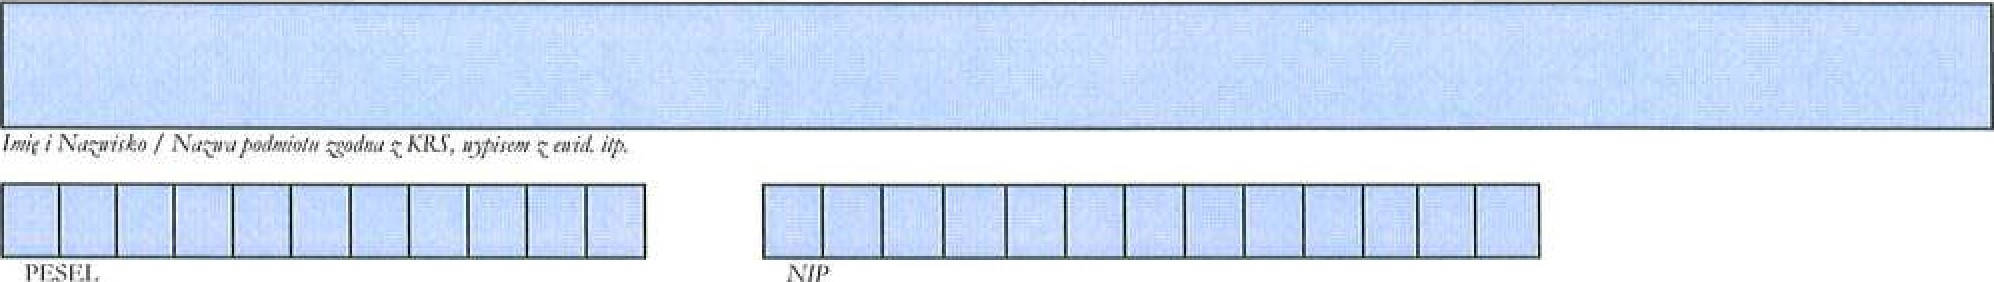 Imię i Nazwisko / Nazwa podmiotu zgodna z KRS, wypisem z ewid. itp.
PESEL
NIP